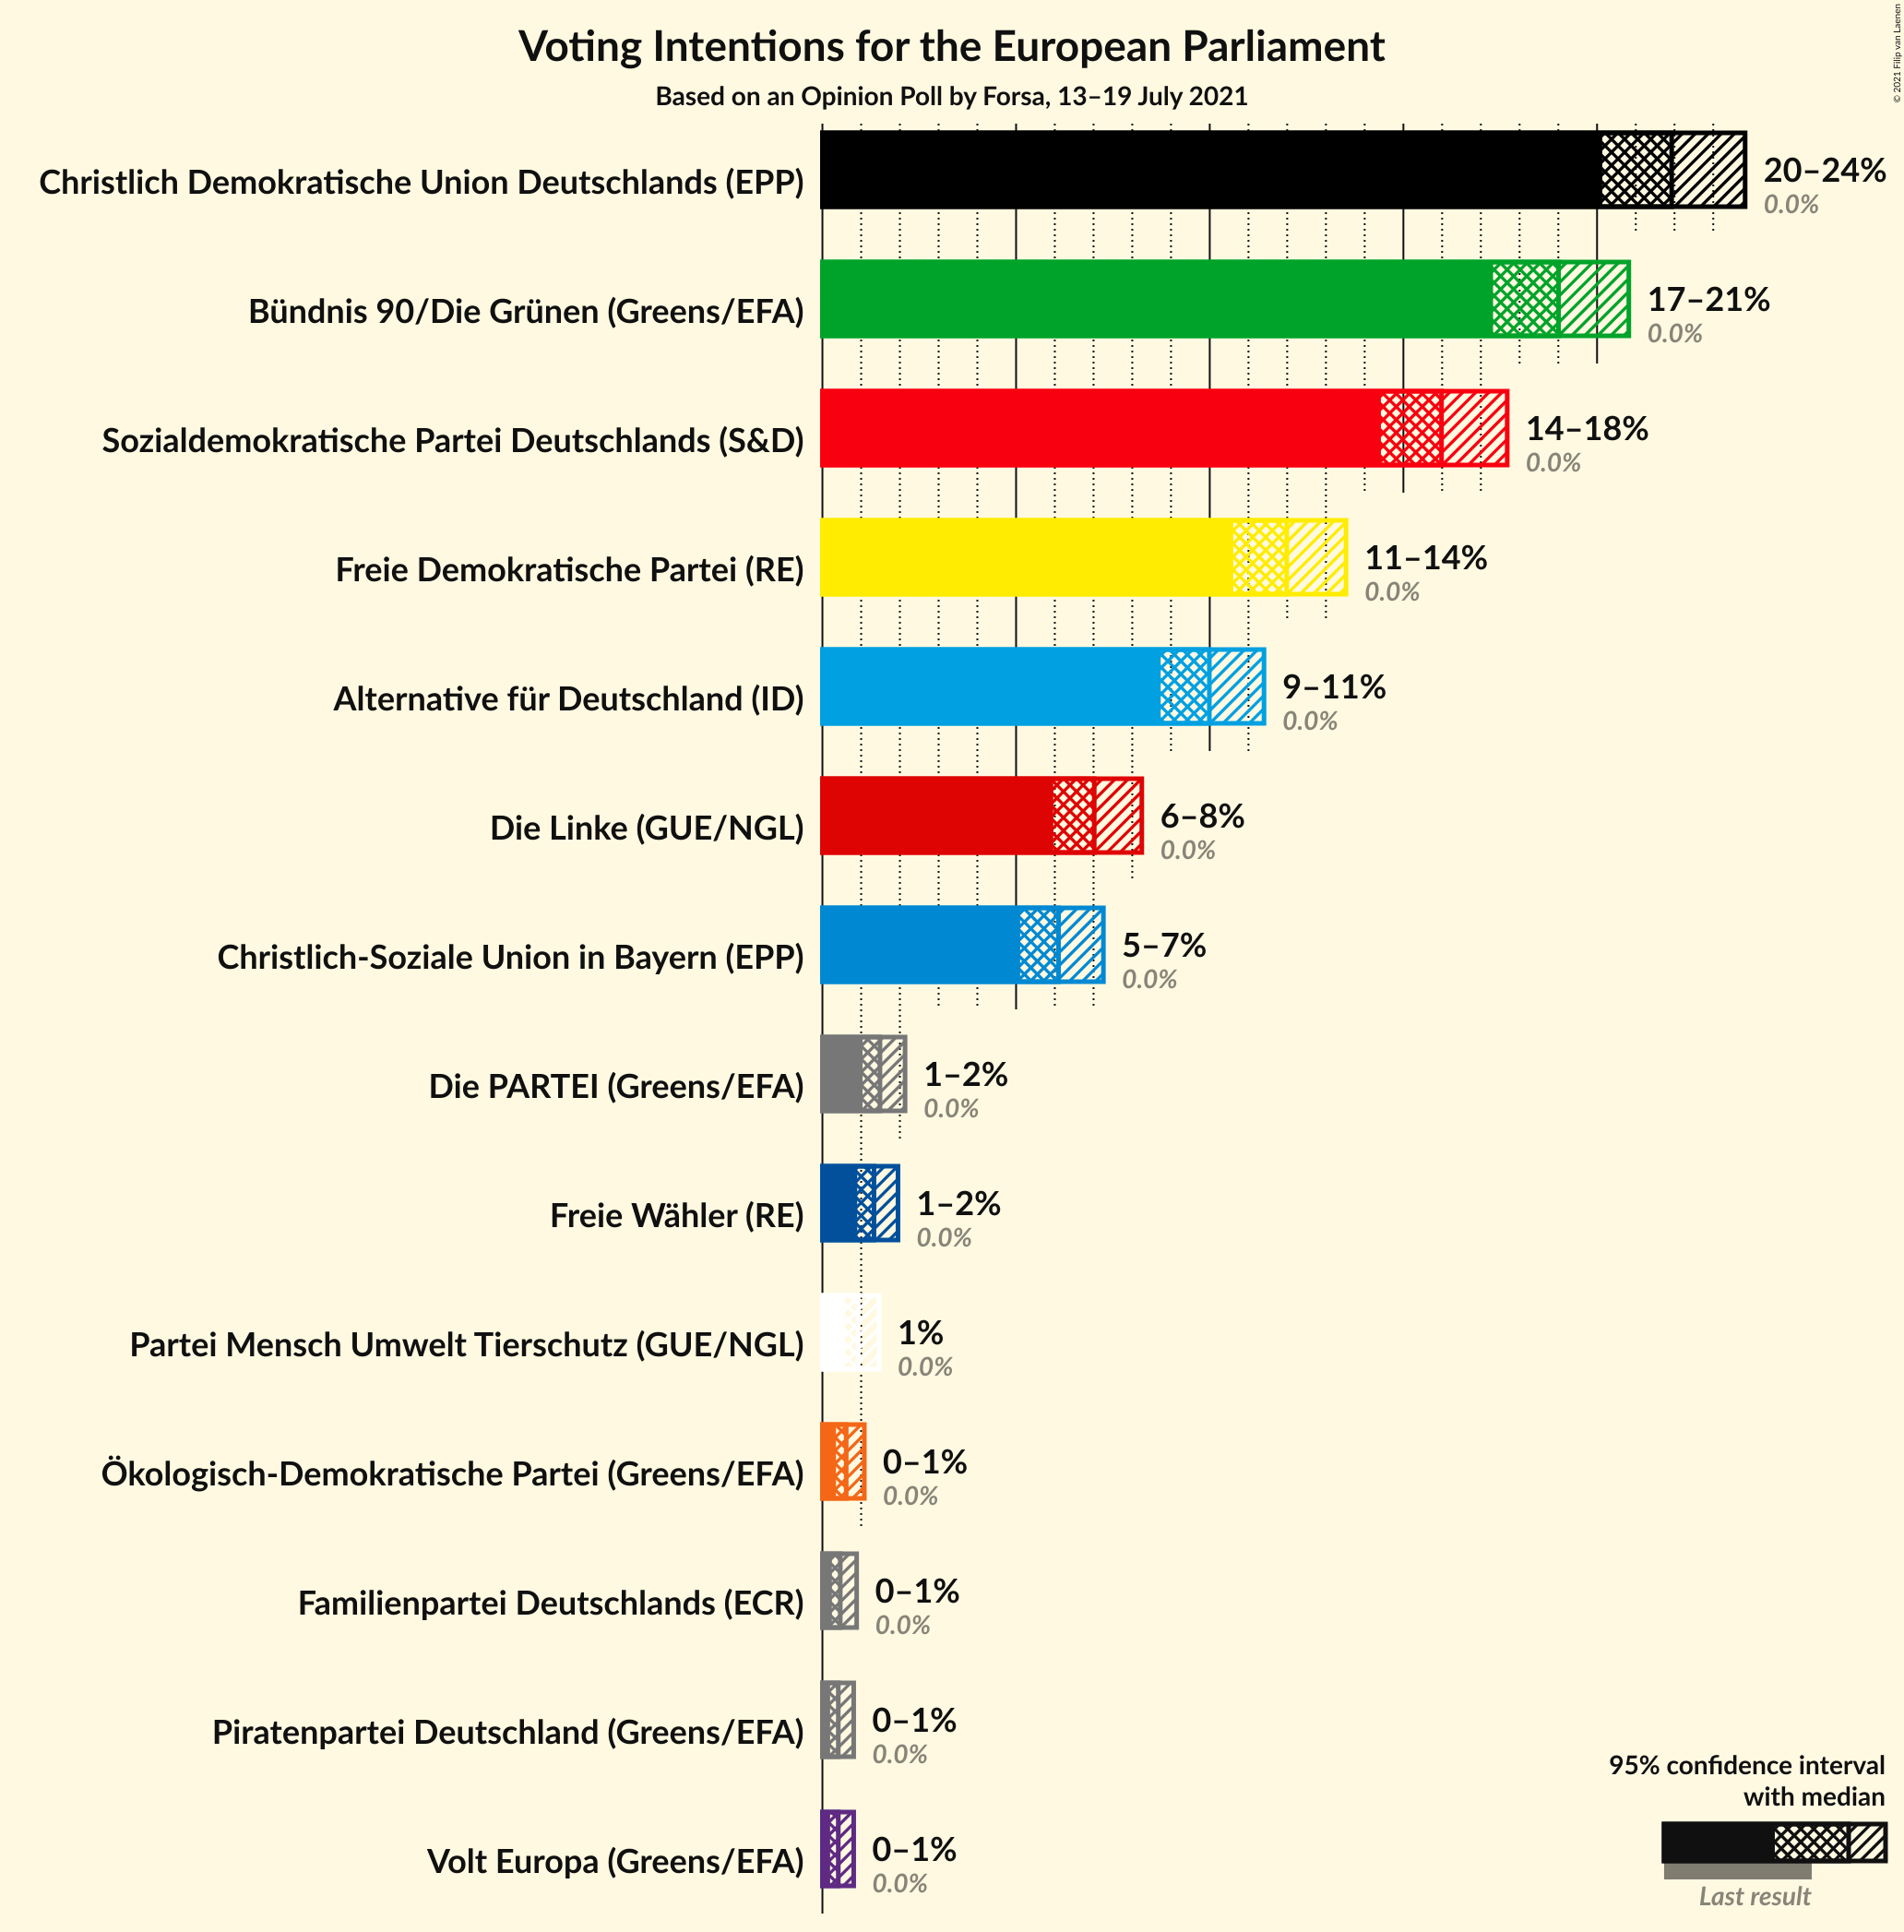 Voting Intentions for the European Parliament
Based on an Opinion Poll by Forsa, 13–19 July 2021
© 2021 Filip van Laenen
Christlich Demokratische Union Deutschlands (EPP)
20–24%
0.0%
Bündnis 90/Die Grünen (Greens/EFA)
17–21%
0.0%
Sozialdemokratische Partei Deutschlands (S&D)
14–18%
0.0%
Freie Demokratische Partei (RE)
11–14%
0.0%
Alternative für Deutschland (ID)
9–11%
0.0%
Die Linke (GUE/NGL)
6–8%
0.0%
Christlich-Soziale Union in Bayern (EPP)
5–7%
0.0%
Die PARTEI (Greens/EFA)
1–2%
0.0%
Freie Wähler (RE)
1–2%
0.0%
Partei Mensch Umwelt Tierschutz (GUE/NGL)
1%
0.0%
Ökologisch-Demokratische Partei (Greens/EFA)
0–1%
0.0%
Familienpartei Deutschlands (ECR)
0–1%
0.0%
Piratenpartei Deutschland (Greens/EFA)
0–1%
0.0%
Volt Europa (Greens/EFA)
0–1%
0.0%
95% confidence interval
with median
Last result